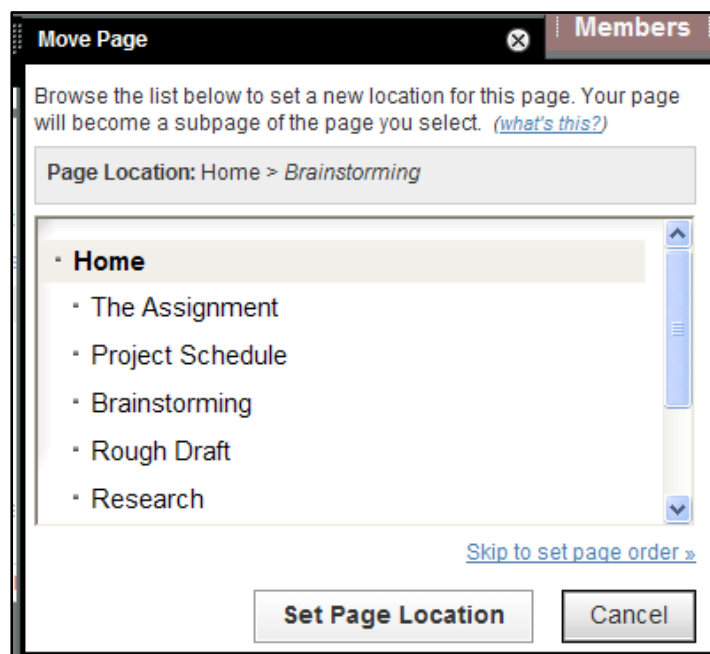 Move Page
Members
Browse the list below to set a new location for this page. Your page
will become a subpage of the page you select. (what's this?)
Page Location: Home > Brainstorming
Home
The Assignment
Project Schedule
Brainstorming
Rough Draft
Research
Skip to set page order »
Set Page Location
Cancel